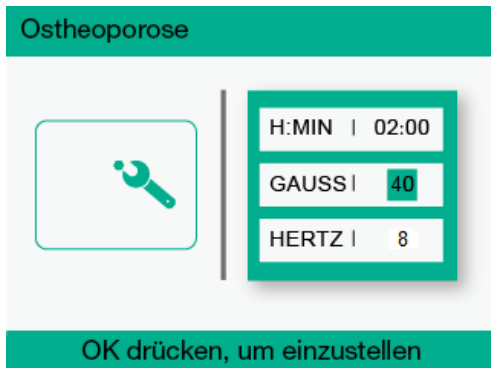 Ostheoporose
H:MIN | 02:00
GAUSS | 40
HERTZ | 8
OK drücken, um einzustellen